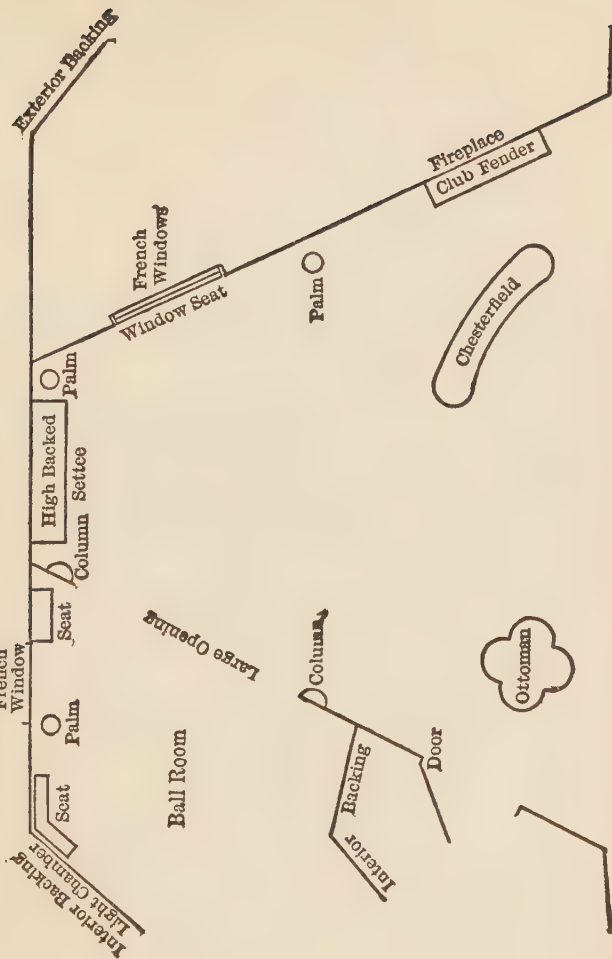 Exterior Backing
French
Windows
Window Seat
Fireplace
Club Fender
Palm
Palm
High Backed
Settee
Column
Chesterfield
Seat
French
Window
Large Opening
Column
Palm
Ottoman
Ball Room
Seat
Door
Backing
Interior
Light Chamber
Interior Backing